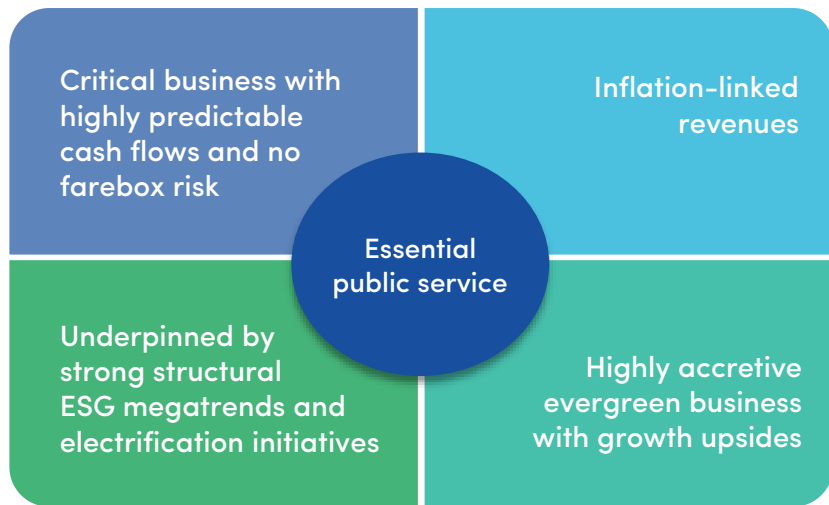 Critical business with
highly predictable
cash flows and no
farebox risk
Inflation-linked
revenues
Essential
public service
Underpinned by
strong structural
ESG megatrends and
electrification initiatives
Highly accretive
evergreen business
with growth upsides